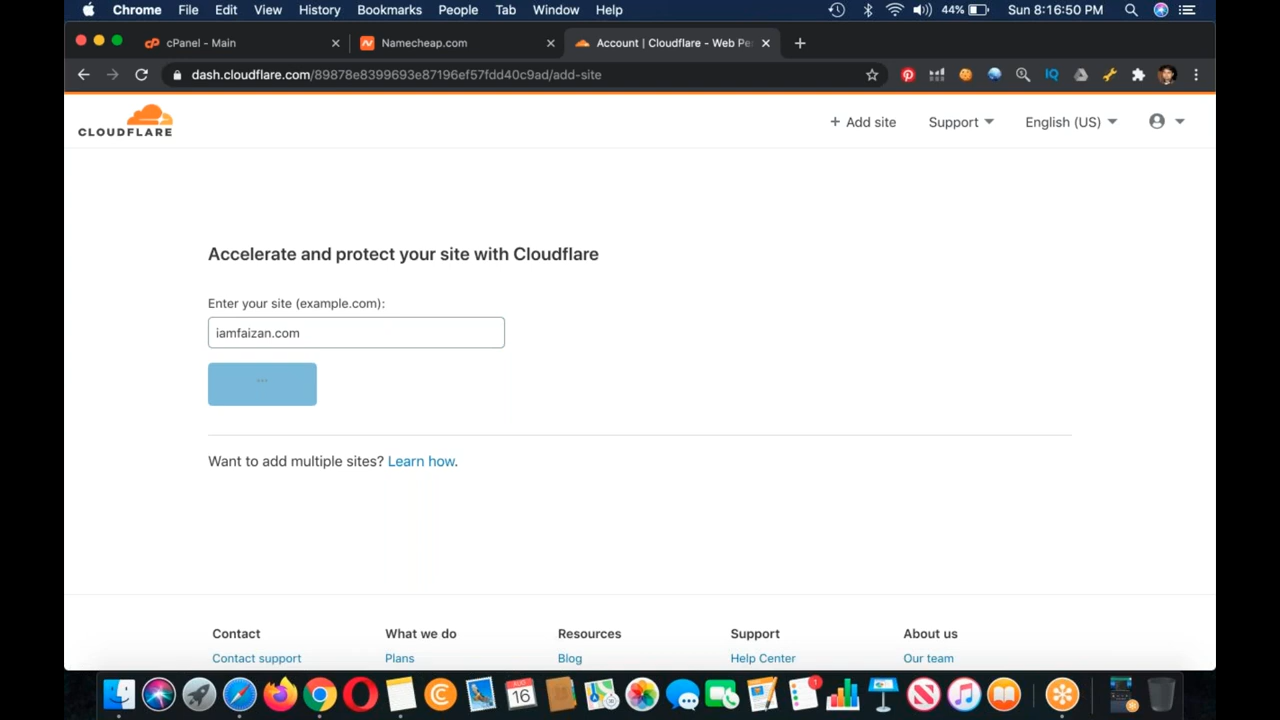 Chrome File Edit View History Bookmarks People Tab Window Help 44% Sun 8:16:50 PM
cPanel - Main Namecheap.com Account | Cloudflare - Web Pe
dash.cloudflare.com/89878e8399693e87196ef57fdd40c9ad/add-site IQ
CLOUDFLARE + Add site Support English (US)
Accelerate and protect your site with Cloudflare
Enter your site (example.com):
iamfaizan.com
...
Want to add multiple sites? Learn how.
Contact What we do Resources Support About us
Contact support Plans Blog Help Center Our team
AUG
16
1